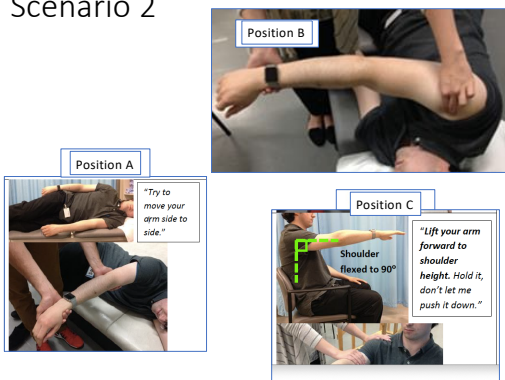 Scenario 2
Position B
Position A
"Try to
move your
arm side to
side."
Position C
Shoulder
flexed to 90°
"Lift your arm
forward to
shoulder
height. Hold it,
don't let me
push it down."